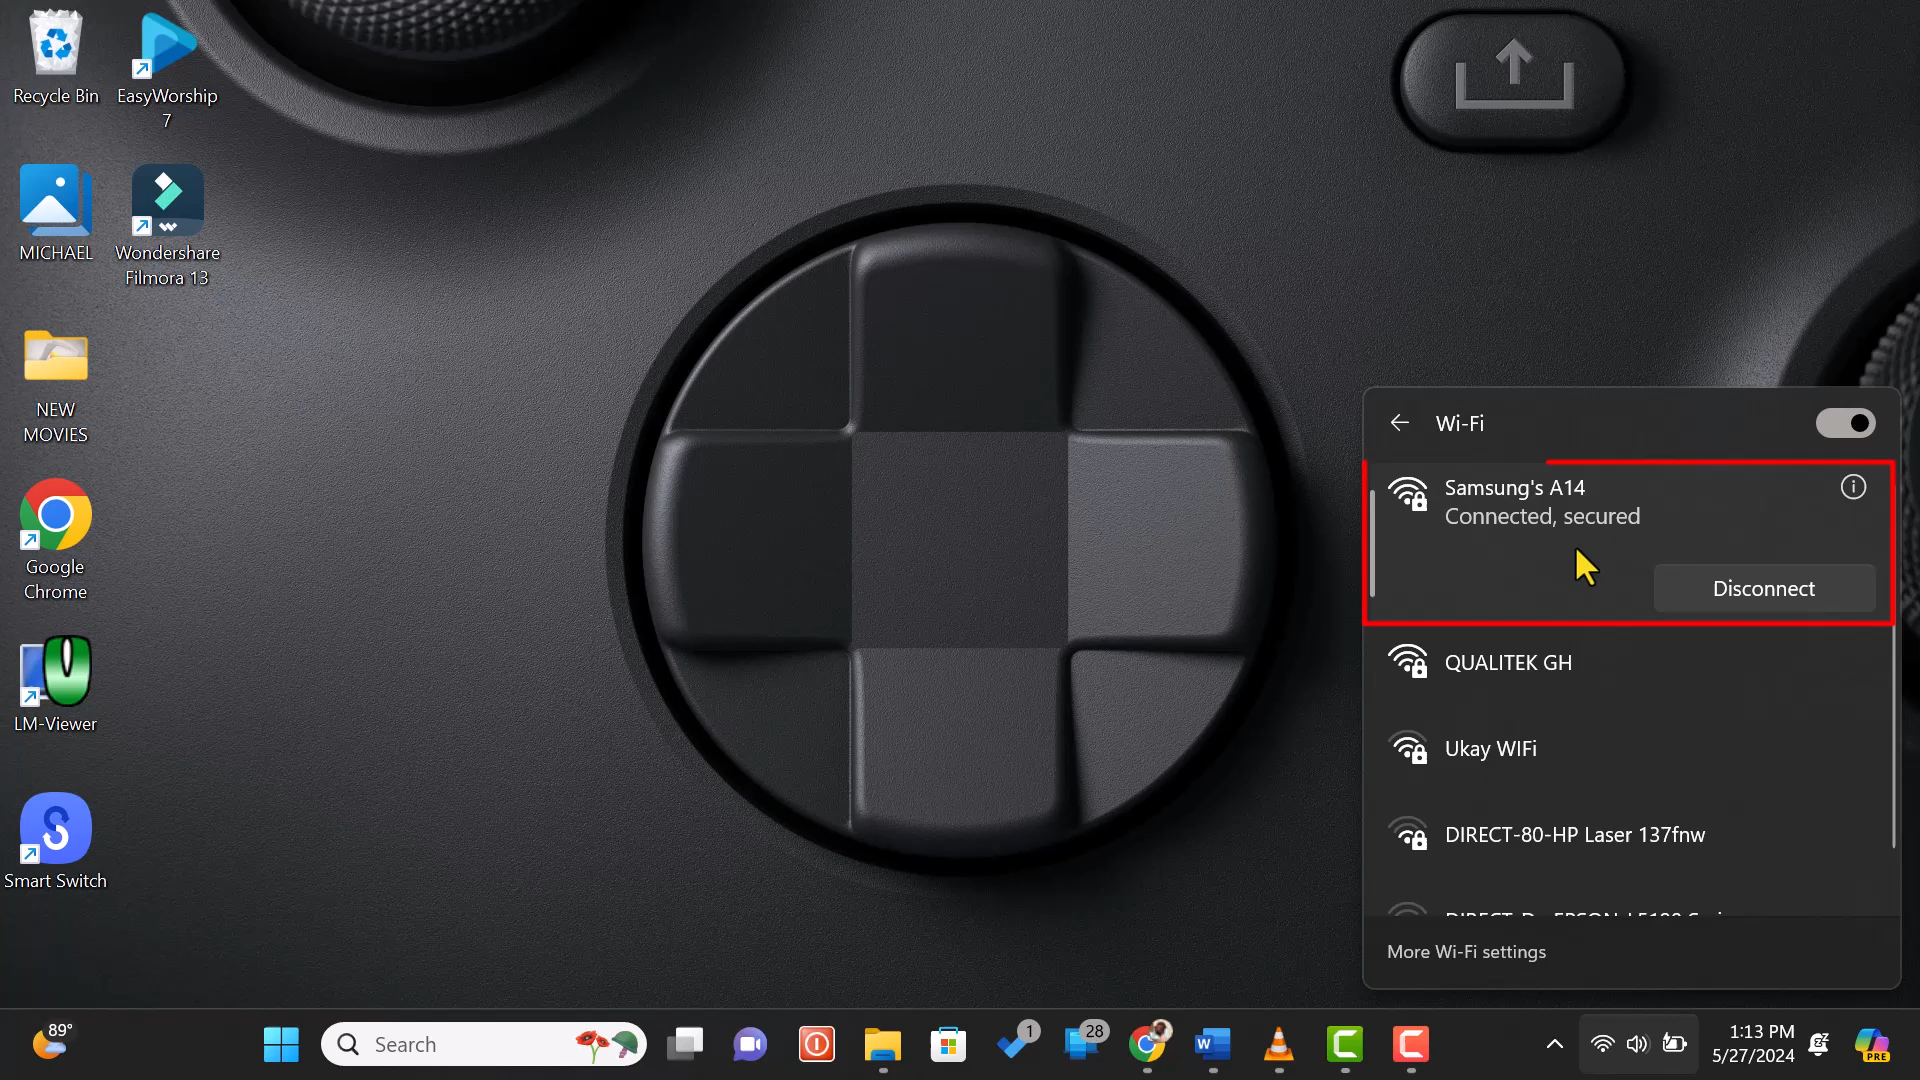 Recycle Bin
EasyWorship
7
MICHAEL
Wondershare
Filmora 13
NEW
MOVIES
Google
Chrome
LM-Viewer
Smart Switch
Wi-Fi
Samsung's A14
Connected, secured
Disconnect
QUALITEK GH
Ukay WIFi
DIRECT-80-HP Laser 137fnw
More Wi-Fi settings
89°
Search
1
28
W
1:13 PM
5/27/2024
PRE